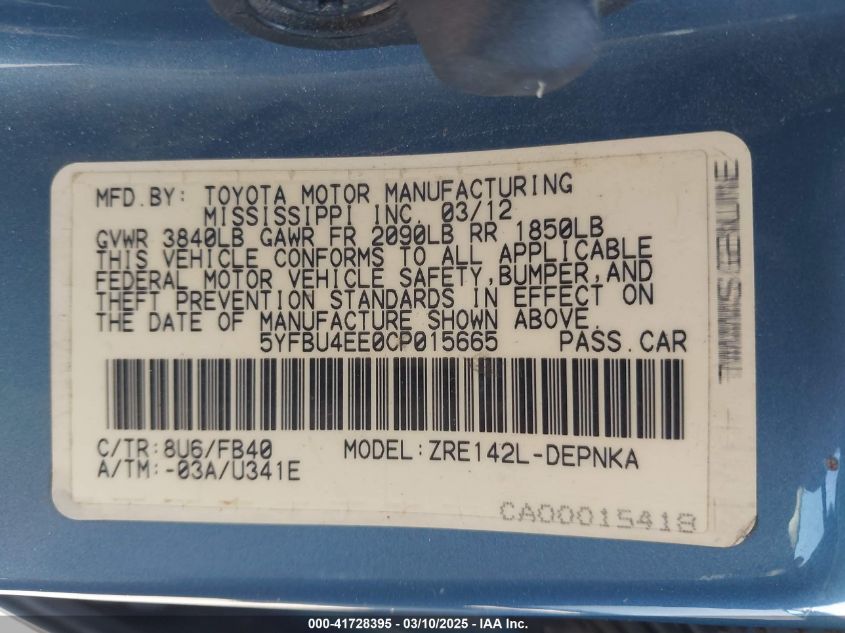 MFD.BY: TOYOTA MOTOR MANUFACTURING
MISSISSIPPI INC. 03/12
GVWR 3840LB GAWR FR 2090LB RR 1850LB
THIS VEHICLE CONFORMS TO ALL APPLICABLE
FEDERAL MOTOR VEHICLE SAFETY,BUMPER,AND
THEFT PREVENTION STANDARDS IN EFFECT ON
THE DATE OF MANUFACTURE SHOWN ABOVE.
5YFBU4EE0CP015665 PASS.CAR
C/TR:8U6/FB40 MODEL:ZRE142L-DEPNKA
A/TM:-03A/U341E
CA00015418
GENUINE
000-41728395 - 03/10/2025 - IAA Inc.